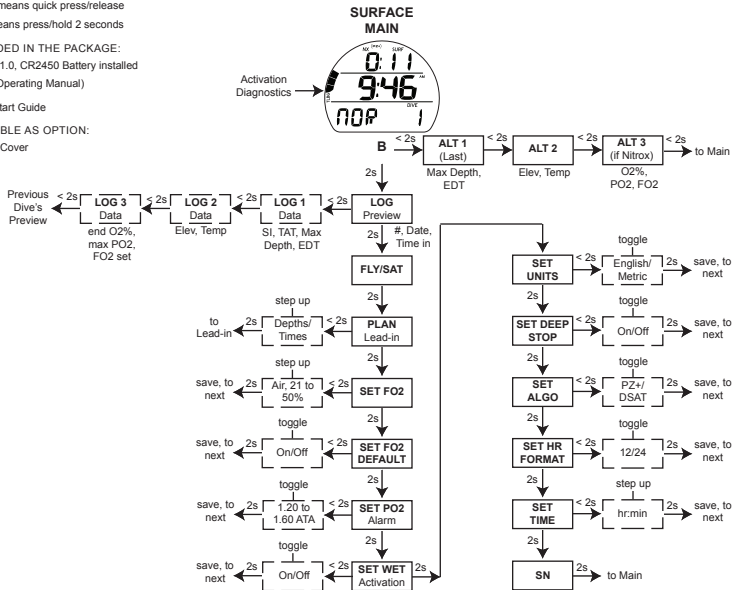 means quick press/release
eans press/hold 2 seconds
DED IN THE PACKAGE:
1.0, CR2450 Battery installed
Operating Manual)
tart Guide
BLE AS OPTION:
Cover
SURFACE
MAIN
Activation
Diagnostics
NX (PO2) SURF
0:11
AM
9:46
DIVE
NOR 1
B
< 2s
ALT 1
(Last)
Max Depth,
EDT
< 2s
ALT 2
Elev, Temp
< 2s
ALT 3
(if Nitrox)
O2%,
PO2, FO2
< 2s
to Main
2s
Previous
Dive's
Preview
< 2s
LOG 3
Data
end O2%,
max PO2,
FO2 set
< 2s
LOG 2
Data
Elev, Temp
< 2s
LOG 1
Data
SI, TAT, Max
Depth, EDT
< 2s
LOG
Preview
#, Date,
Time in
2s
FLY/SAT
2s
step up
to
Lead-in
2s
Depths/
Times
< 2s
PLAN
Lead-in
2s
step up
save, to
next
2s
Air, 21 to
50%
< 2s
SET FO2
2s
toggle
save, to
next
2s
On/Off
< 2s
SET FO2
DEFAULT
2s
toggle
save, to
next
2s
1.20 to
1.60 ATA
< 2s
SET PO2
Alarm
2s
toggle
save, to
next
2s
On/Off
< 2s
SET WET
Activation
2s
toggle
SET
UNITS
< 2s
English/
Metric
2s
save, to
next
2s
toggle
SET DEEP
STOP
< 2s
On/Off
2s
save, to
next
2s
toggle
SET
ALGO
< 2s
PZ+/
DSAT
2s
save, to
next
2s
toggle
SET HR
FORMAT
< 2s
12/24
2s
save, to
next
2s
step up
SET
TIME
< 2s
hr:min
2s
save, to
next
2s
SN
2s
to Main